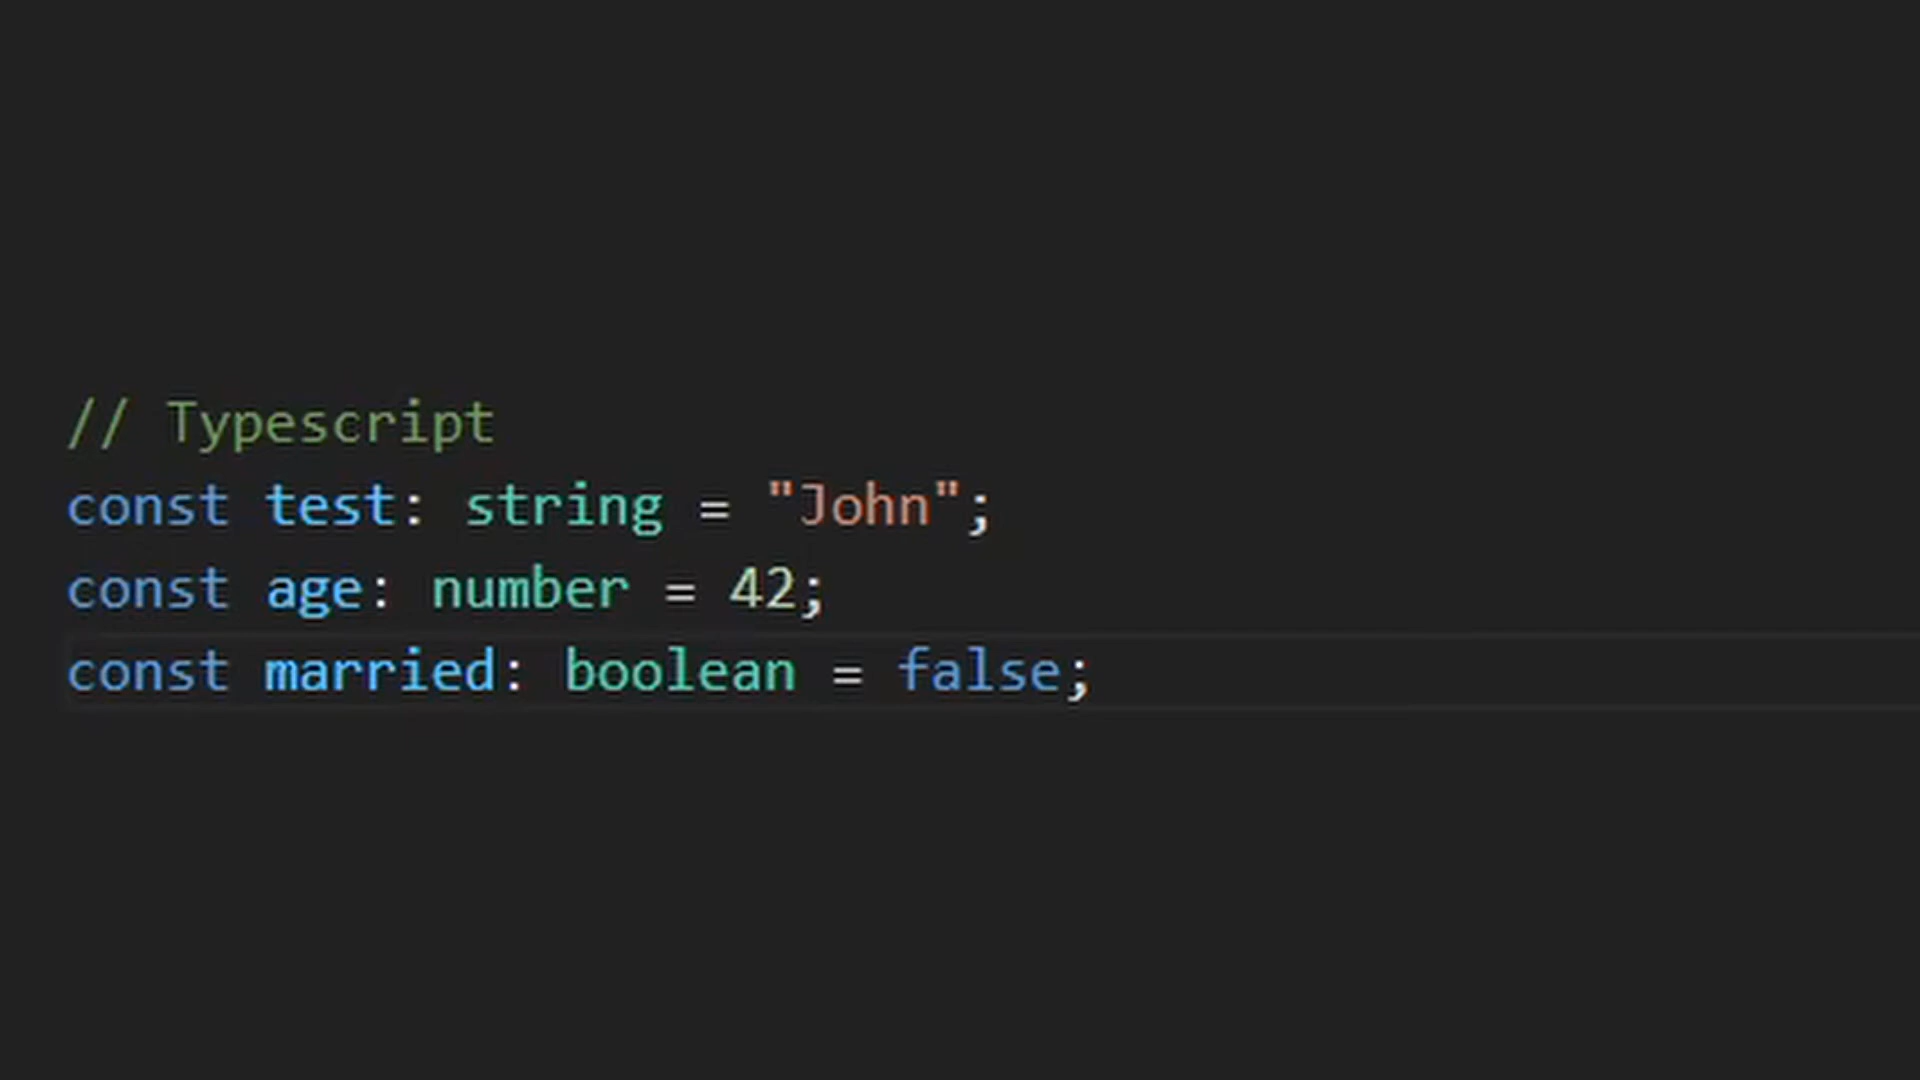 // Typescript
const test: string = "John";
const age: number = 42;
const married: boolean = false;